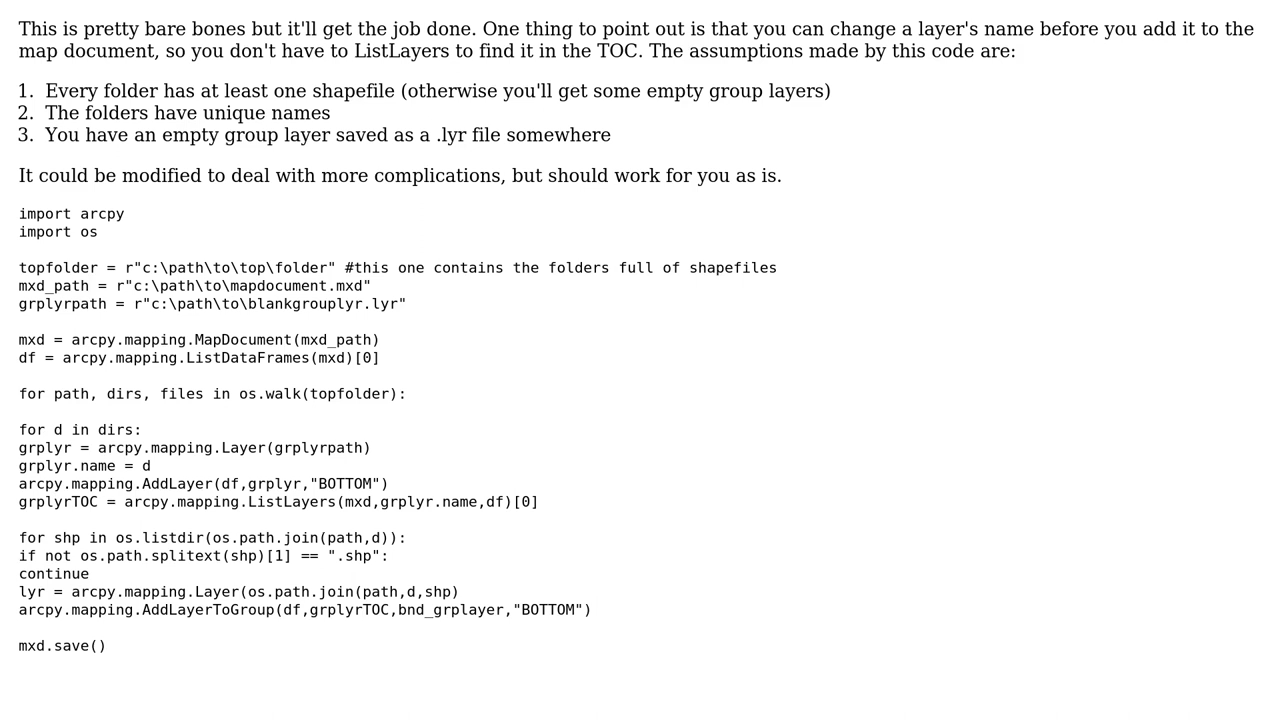 This is pretty bare bones but it'll get the job done. One thing to point out is that you can change a layer's name before you add it to the
map document, so you don't have to ListLayers to find it in the TOC. The assumptions made by this code are:
1. Every folder has at least one shapefile (otherwise you'll get some empty group layers)
2. The folders have unique names
3. You have an empty group layer saved as a .lyr file somewhere
It could be modified to deal with more complications, but should work for you as is.
import arcpy
import os
topfolder = r"c:\path\to\top\folder" #this one contains the folders full of shapefiles
mxd_path = r"c:\path\to\mapdocument.mxd"
grplyrpath = r"c:\path\to\blankgrouplyr.lyr"
mxd = arcpy.mapping.MapDocument(mxd_path)
df = arcpy.mapping.ListDataFrames(mxd)[0]
for path, dirs, files in os.walk(topfolder):
for d in dirs:
grplyr = arcpy.mapping.Layer(grplyrpath)
grplyr.name = d
arcpy.mapping.AddLayer(df,grplyr,"BOTTOM")
grplyrTOC = arcpy.mapping.ListLayers(mxd,grplyr.name,df)[0]
for shp in os.listdir(os.path.join(path,d)):
if not os.path.splitext(shp)[1] == ".shp":
continue
lyr = arcpy.mapping.Layer(os.path.join(path,d,shp)
arcpy.mapping.AddLayerToGroup(df,grplyrTOC,bnd_grplayer,"BOTTOM")
mxd.save()